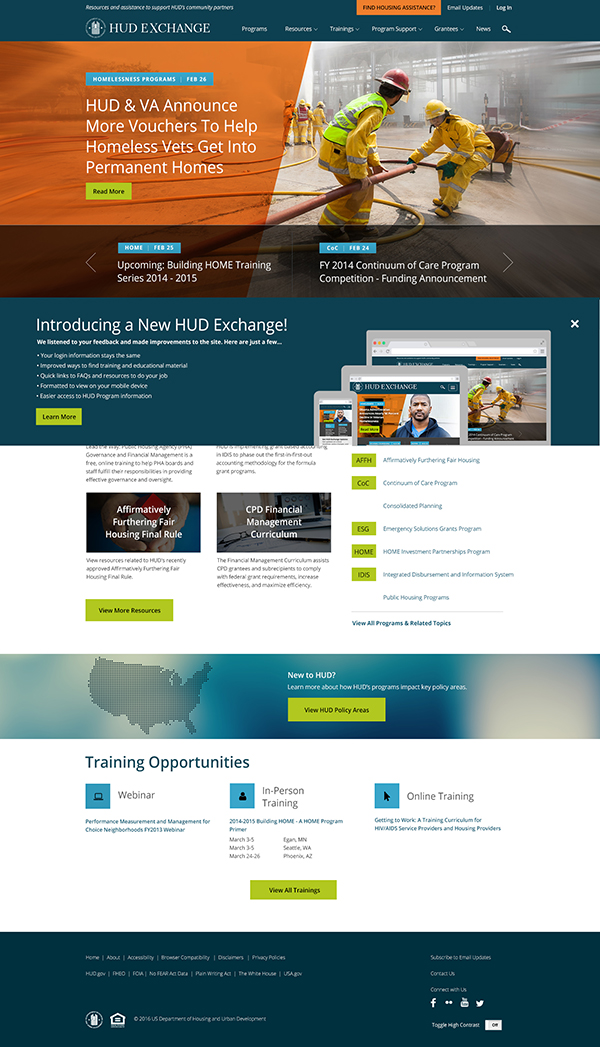 Resources and assistance to support HUD's community partners
FIND HOUSING ASSISTANCE?
Email Updates
Log In
HUD EXCHANGE
Programs
Resources
Trainings
Program Support
Grantees
News
HOMELESSNESS PROGRAMS | FEB 26
HUD & VA Announce
More Vouchers To Help
Homeless Vets Get Into
Permanent Homes
Read More
HOME | FEB 25
Upcoming: Building HOME Training
Series 2014 - 2015
CoC | FEB 24
FY 2014 Continuum of Care Program
Competition - Funding Announcement
Introducing a New HUD Exchange!
We listened to your feedback and made improvements to the site. Here are just a few...
• Your login information stays the same
• Improved ways to find training and educational material
• Quick links to FAQs and resources to do your job
• Formatted to view on your mobile device
• Easier access to HUD Program information
Learn More
HUD EXCHANGE
Read More
Lead the Way: Public Housing Agency (PHA)
Governance and Financial Management is a
free, online training to help PHA boards and
staff fulfill their responsibilities in providing
effective governance and oversight.
HUD is implementing grant based accounting
in IDIS to phase out the first-in-first-out
accounting methodology for the formula
grant programs.
Affirmatively
Furthering Fair
Housing Final Rule
View resources related to HUD's recently
approved Affirmatively Furthering Fair
Housing Final Rule.
CPD Financial
Management
Curriculum
The Financial Management Curriculum assists
CPD grantees and subrecipients to comply
with federal grant requirements, increase
effectiveness, and maximize efficiency.
View More Resources
AFFH Affirmatively Furthering Fair Housing
CoC Continuum of Care Program
Consolidated Planning
ESG Emergency Solutions Grants Program
HOME HOME Investment Partnerships Program
IDIS Integrated Disbursement and Information System
Public Housing Programs
View All Programs & Related Topics
New to HUD?
Learn more about how HUD's programs impact key policy areas.
View HUD Policy Areas
Training Opportunities
Webinar
Performance Measurement and Management for
Choice Neighborhoods FY2013 Webinar
In-Person
Training
2014-2015 Building HOME - A HOME Program
Primer
March 3-5 Egan, MN
March 3-5 Seattle, WA
March 24-26 Phoenix, AZ
Online Training
Getting to Work: A Training Curriculum for
HIV/AIDS Service Providers and Housing Providers
View All Trainings
Home | About | Accessibility | Browser Compatibility | Disclaimers | Privacy Policies
HUD.gov | FHEO | FOIA | No FEAR Act Data | Plain Writing Act | The White House | USA.gov
© 2016 US Department of Housing and Urban Development
Subscribe to Email Updates
Contact Us
Connect with Us
Toggle High Contrast
Off